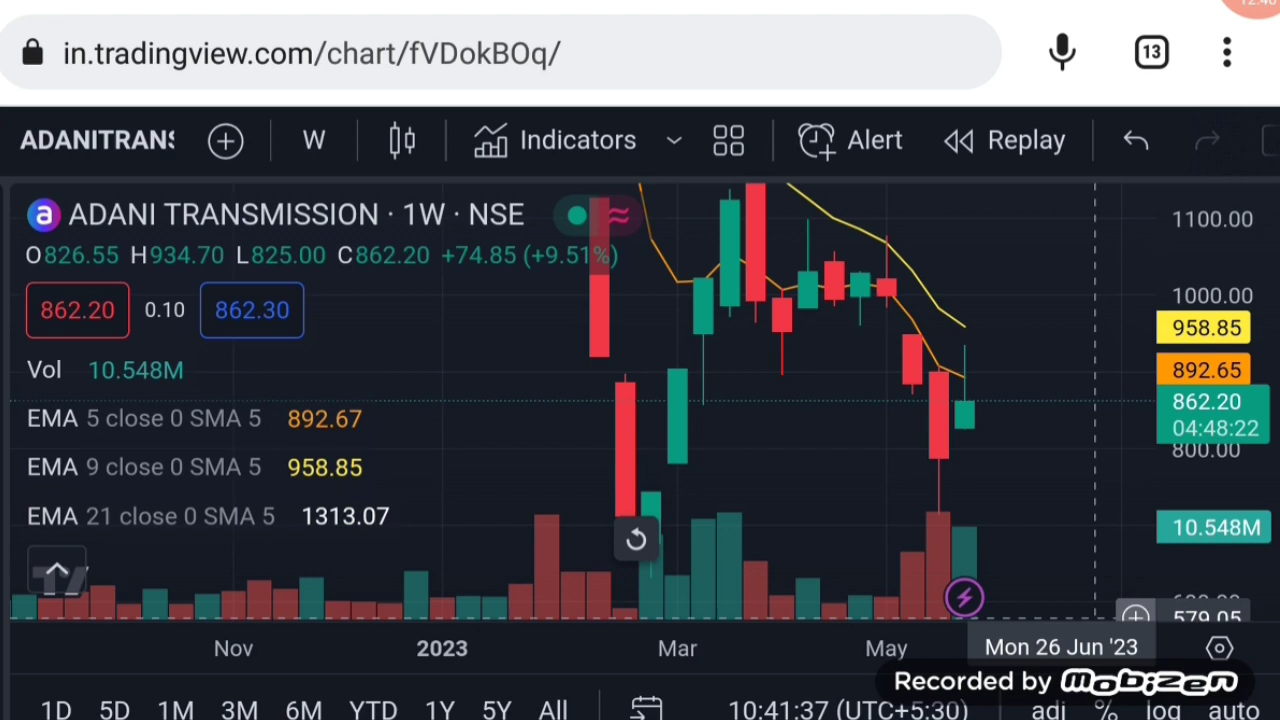 12:40
in.tradingview.com/chart/fVDokBOq/
13
ADANITRANS
W
Indicators
Alert
Replay
ADANI TRANSMISSION · 1W · NSE
O826.55 H934.70 L825.00 C862.20 +74.85 (+9.51%)
862.20 0.10 862.30
Vol 10.548M
EMA 5 close 0 SMA 5 892.67
EMA 9 close 0 SMA 5 958.85
EMA 21 close 0 SMA 5 1313.07
1100.00
1000.00
958.85
892.65
862.20
04:48:22
800.00
10.548M
600.00
579.05
Nov 2023 Mar May Mon 26 Jun '23
Recorded by mobizen
1D 5D 1M 3M 6M YTD 1Y 5Y All 10:41:37 (UTC+5:30) adj % log auto